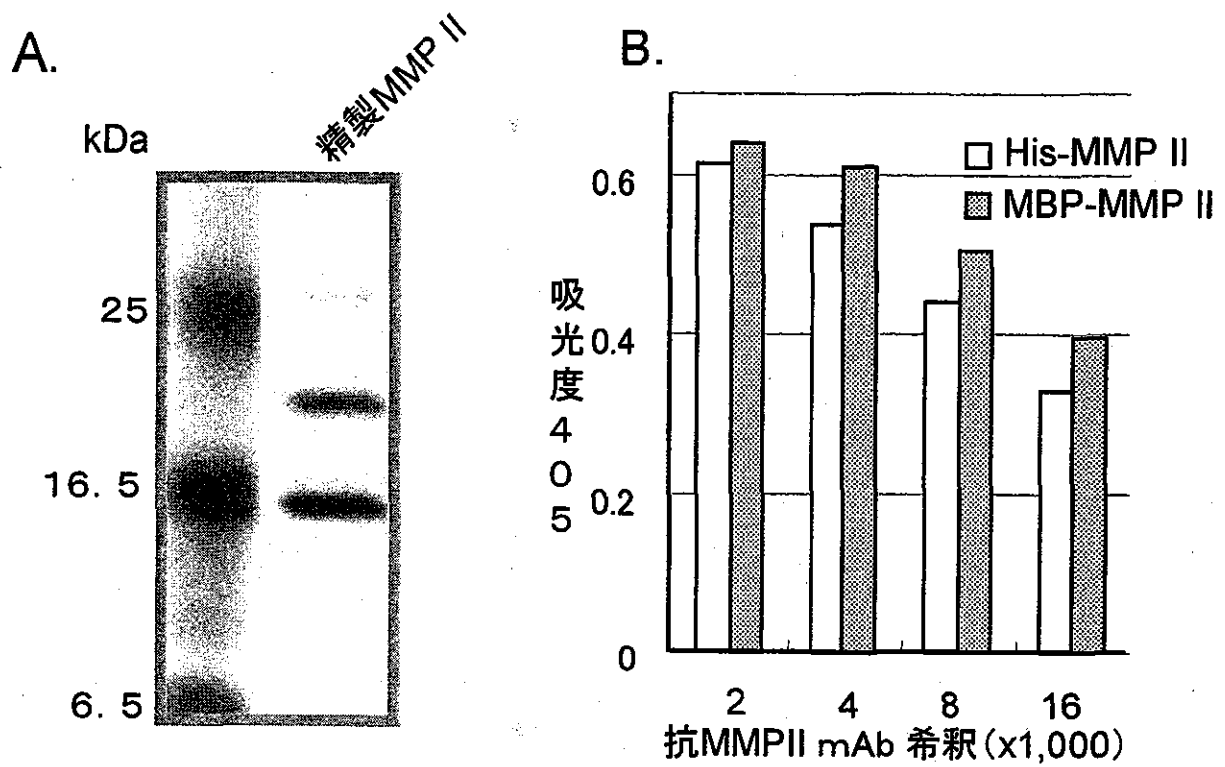 A.
kDa
精製MMP II
25
16. 5
6. 5
B.
吸光度405
0.6
0.4
0.2
0
His-MMP II
MBP-MMP II
2 4 8 16
抗MMPII mAb 希釈(x1,000)